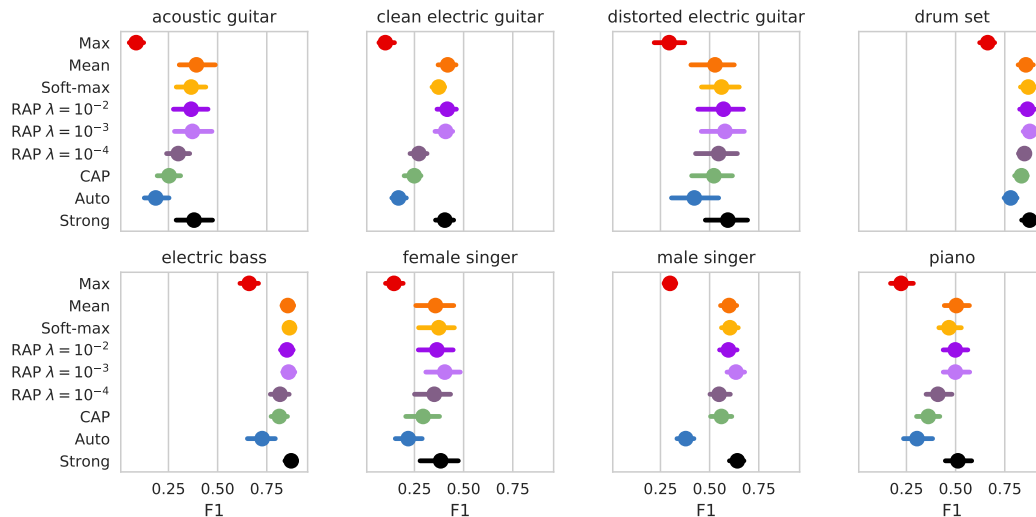 acoustic guitar
clean electric guitar
distorted electric guitar
drum set
Max
Mean
Soft-max
RAP λ = 10⁻²
RAP λ = 10⁻³
RAP λ = 10⁻⁴
CAP
Auto
Strong
electric bass
female singer
male singer
piano
Max
Mean
Soft-max
RAP λ = 10⁻²
RAP λ = 10⁻³
RAP λ = 10⁻⁴
CAP
Auto
Strong
0.25 0.50 0.75
0.25 0.50 0.75
0.25 0.50 0.75
0.25 0.50 0.75
F1
F1
F1
F1